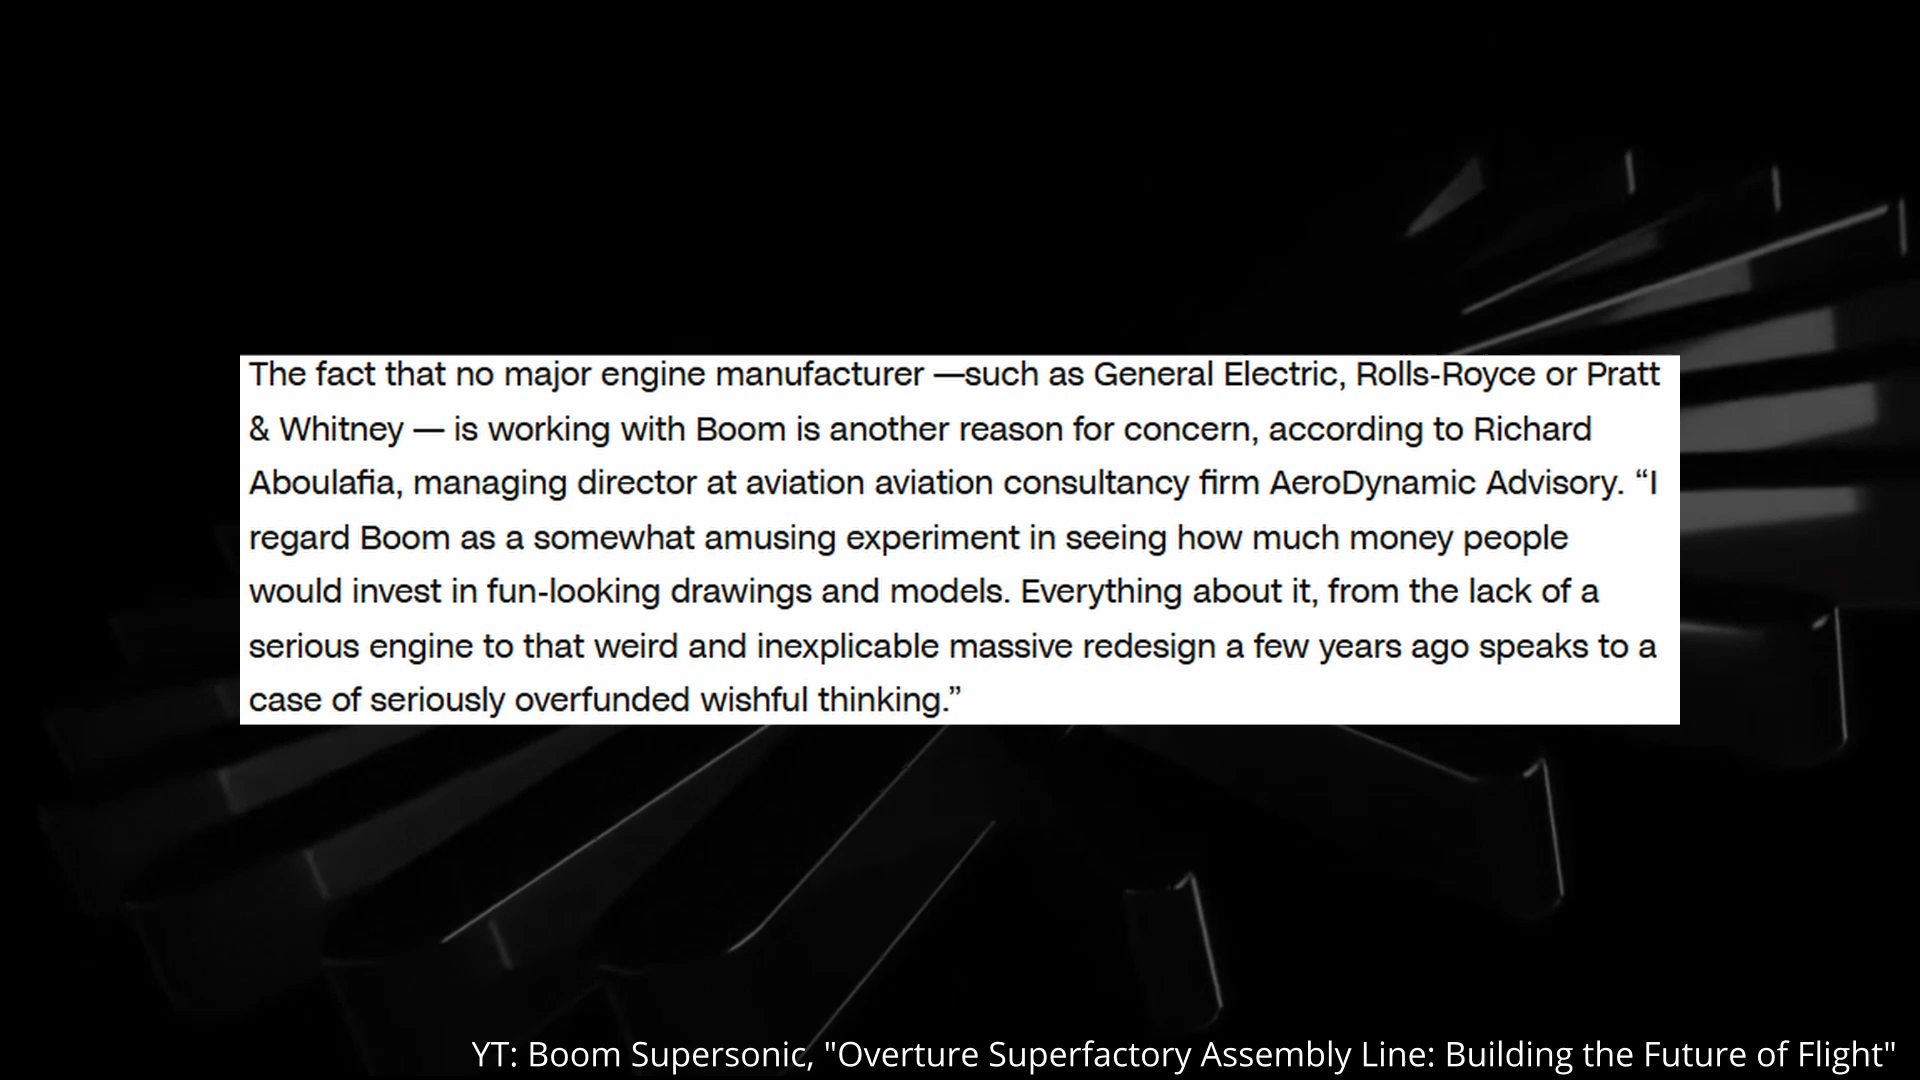 The fact that no major engine manufacturer —such as General Electric, Rolls-Royce or Pratt
& Whitney — is working with Boom is another reason for concern, according to Richard
Aboulafia, managing director at aviation aviation consultancy firm AeroDynamic Advisory. “I
regard Boom as a somewhat amusing experiment in seeing how much money people
would invest in fun-looking drawings and models. Everything about it, from the lack of a
serious engine to that weird and inexplicable massive redesign a few years ago speaks to a
case of seriously overfunded wishful thinking.”
YT: Boom Supersonic, "Overture Superfactory Assembly Line: Building the Future of Flight"